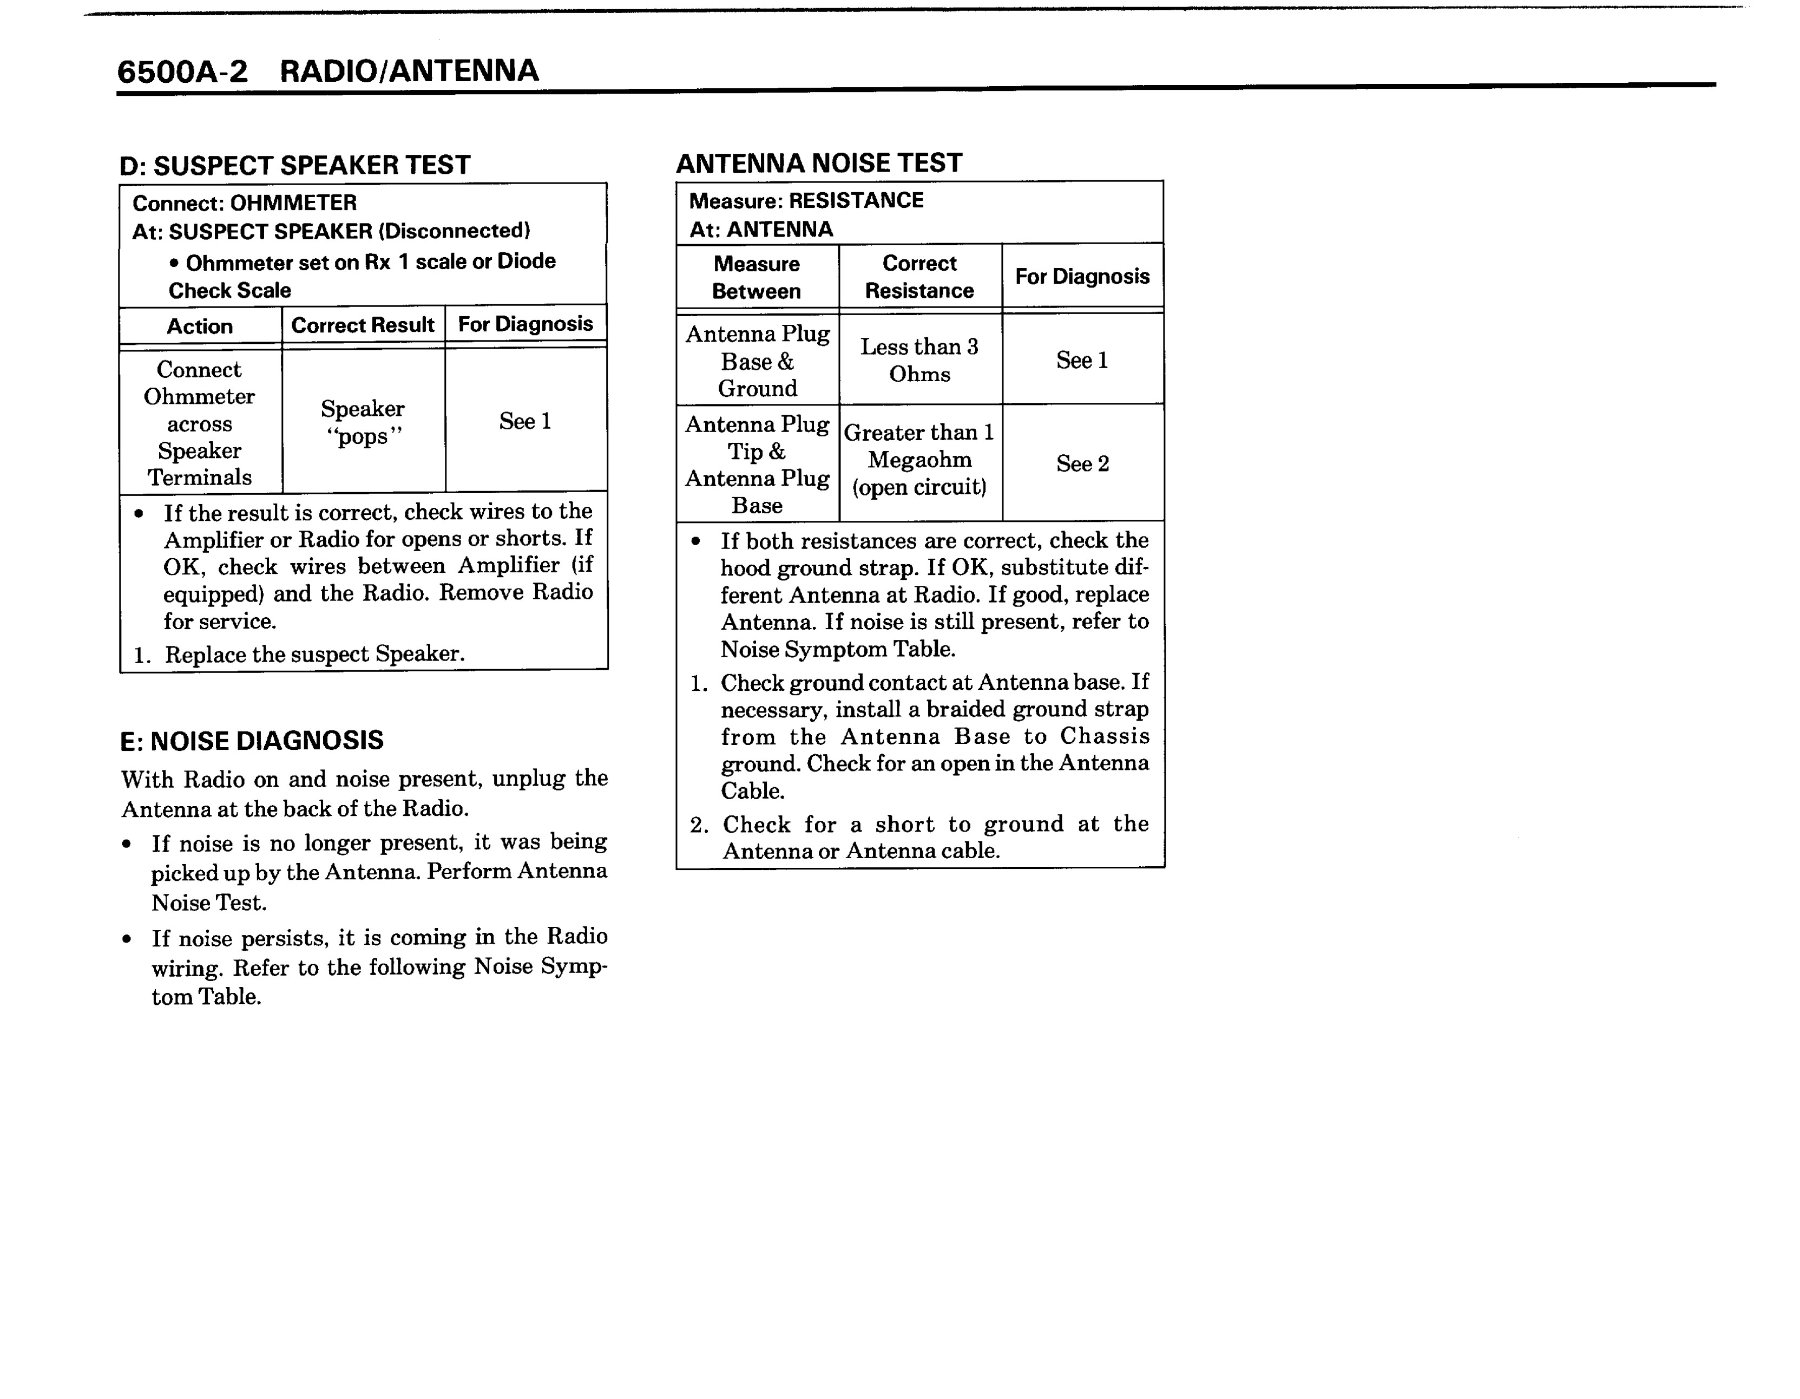 6500A-2 RADIO/ANTENNA
D: SUSPECT SPEAKER TEST
Connect: OHMMETER
At: SUSPECT SPEAKER (Disconnected)
• Ohmmeter set on Rx 1 scale or Diode
Check Scale
Action Correct Result For Diagnosis
Connect
Ohmmeter
across
Speaker
Terminals
Speaker
“pops”
See 1
• If the result is correct, check wires to the
Amplifier or Radio for opens or shorts. If
OK, check wires between Amplifier (if
equipped) and the Radio. Remove Radio
for service.
1. Replace the suspect Speaker.
E: NOISE DIAGNOSIS
With Radio on and noise present, unplug the
Antenna at the back of the Radio.
• If noise is no longer present, it was being
picked up by the Antenna. Perform Antenna
Noise Test.
• If noise persists, it is coming in the Radio
wiring. Refer to the following Noise Symp-
tom Table.
ANTENNA NOISE TEST
Measure: RESISTANCE
At: ANTENNA
Measure
Between
Correct
Resistance
For Diagnosis
Antenna Plug
Base &
Ground
Less than 3
Ohms
See 1
Antenna Plug
Tip &
Antenna Plug
Base
Greater than 1
Megaohm
(open circuit)
See 2
• If both resistances are correct, check the
hood ground strap. If OK, substitute dif-
ferent Antenna at Radio. If good, replace
Antenna. If noise is still present, refer to
Noise Symptom Table.
1. Check ground contact at Antenna base. If
necessary, install a braided ground strap
from the Antenna Base to Chassis
ground. Check for an open in the Antenna
Cable.
2. Check for a short to ground at the
Antenna or Antenna cable.